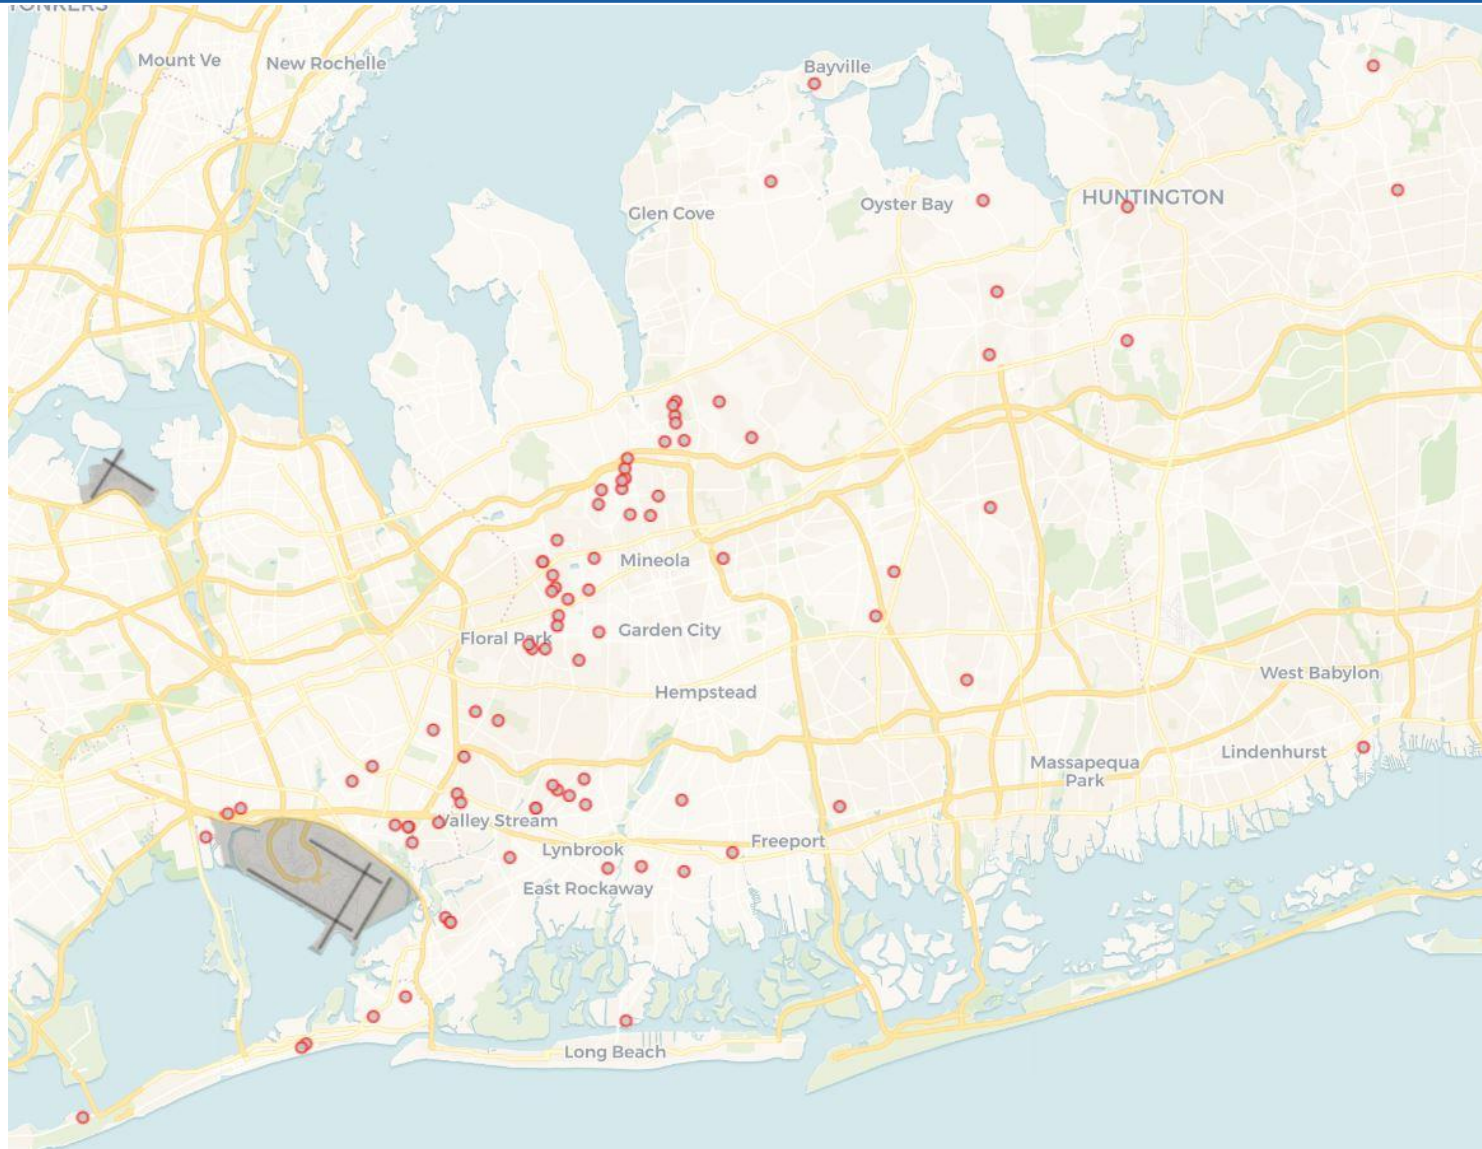 Mount Ve
New Rochelle
Bayville
Glen Cove
Oyster Bay
HUNTINGTON
Mineola
Floral Park
Garden City
Hempstead
West Babylon
Lindenhurst
Massapequa
Park
Valley Stream
Freeport
Lynbrook
East Rockaway
Long Beach